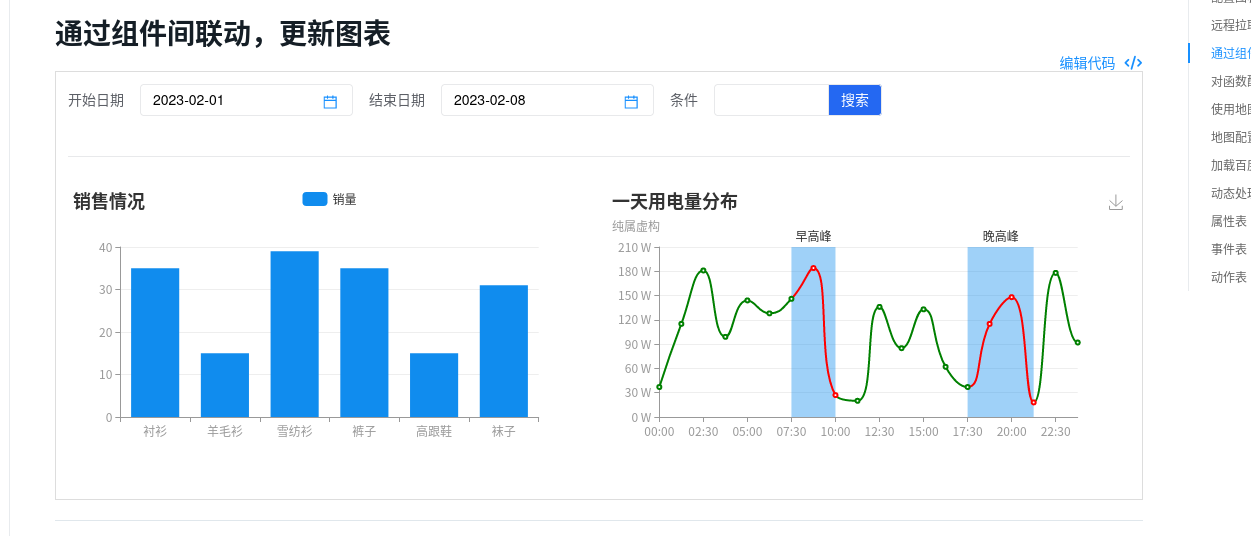 通过组件间联动，更新图表
编辑代码 </>
开始日期 2023-02-01 结束日期 2023-02-08 条件 搜索
销售情况
销量
40
30
20
10
0
衬衫 羊毛衫 雪纺衫 裤子 高跟鞋 袜子
一天用电量分布
纯属虚构
早高峰 晚高峰
210 W
180 W
150 W
120 W
90 W
60 W
30 W
0 W
00:00 02:30 05:00 07:30 10:00 12:30 15:00 17:30 20:00 22:30
远程拉
通过组
对函数
使用地
地图配
加载百
动态处
属性表
事件表
动作表